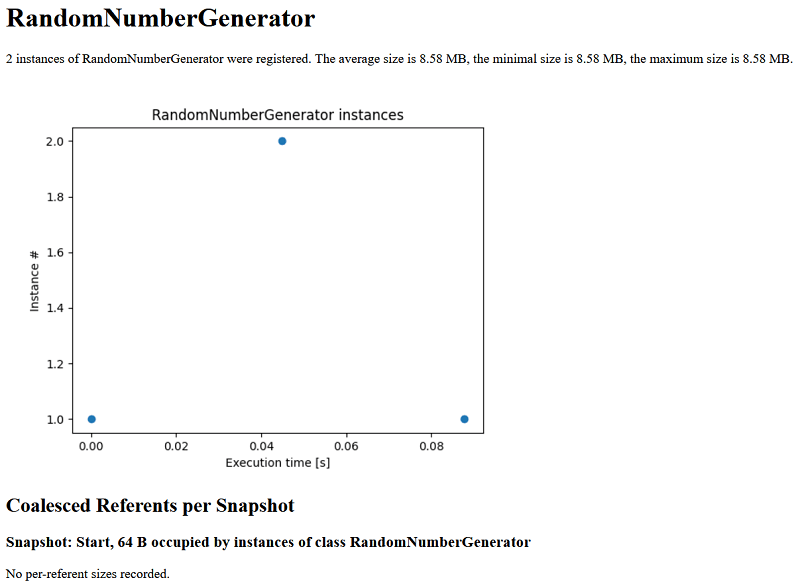 RandomNumberGenerator
2 instances of RandomNumberGenerator were registered. The average size is 8.58 MB, the minimal size is 8.58 MB, the maximum size is 8.58 MB.
RandomNumberGenerator instances
2.0
1.8
1.6
1.4
1.2
1.0
Instance #
0.00 0.02 0.04 0.06 0.08
Execution time [s]
Coalesced Referents per Snapshot
Snapshot: Start, 64 B occupied by instances of class RandomNumberGenerator
No per-referent sizes recorded.